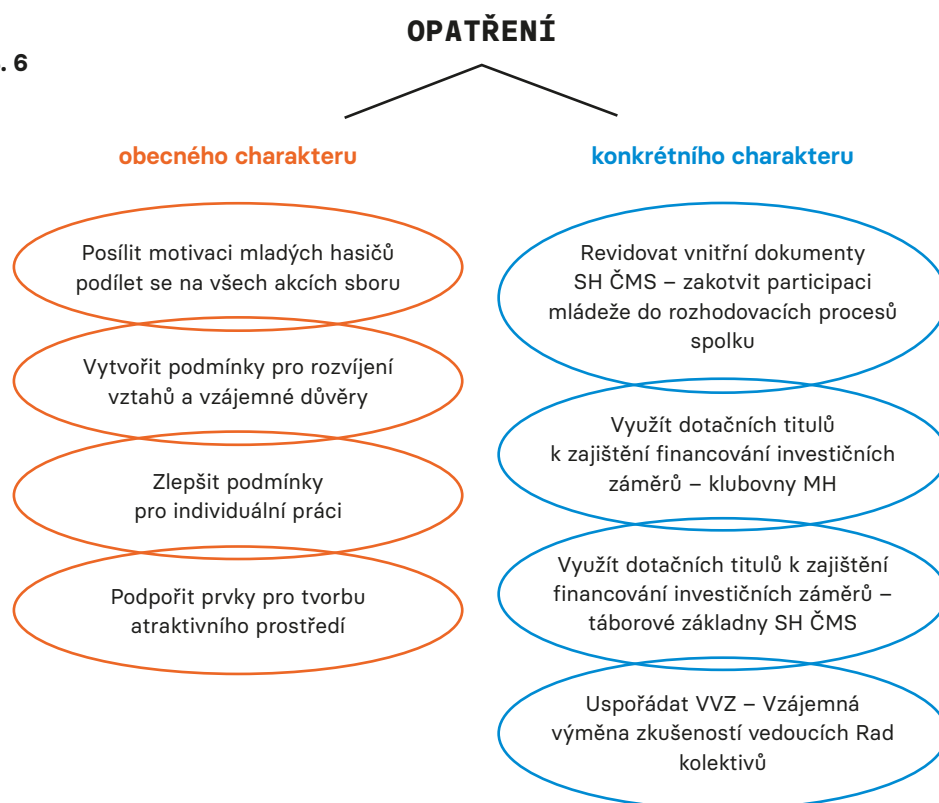 OPATŘENÍ
. 6
obecného charakteru
Posílit motivaci mladých hasičů
podílet se na všech akcích sboru
Vytvořit podmínky pro rozvíjení
vztahů a vzájemné důvěry
Zlepšit podmínky
pro individuální práci
Podpořit prvky pro tvorbu
atraktivního prostředí
konkrétního charakteru
Revidovat vnitřní dokumenty
SH ČMS – zakotvit participaci
mládeže do rozhodovacích procesů
spolku
Využít dotačních titulů
k zajištění financování investičních
záměrů – klubovny MH
Využít dotačních titulů k zajištění
financování investičních záměrů –
táborové základny SH ČMS
Uspořádat VVZ – Vzájemná
výměna zkušeností vedoucích Rad
kolektivů